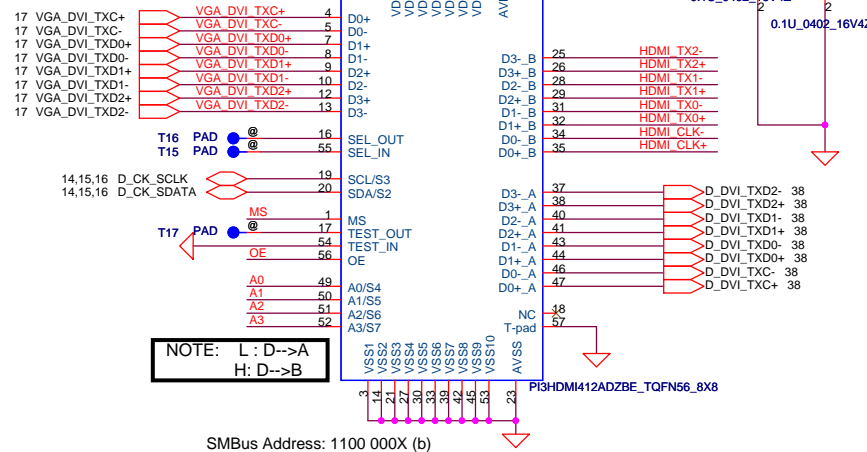 VD
VD
AV
0.1U_0402_16V4Z
2
2
17 VGA_DVI_TXC+ VGA_DVI_TXC+ 4 D0+
17 VGA_DVI_TXC- VGA_DVI_TXC- 5 D0-
17 VGA_DVI_TXD0+ VGA_DVI_TXD0+ 7 D1+
17 VGA_DVI_TXD0- VGA_DVI_TXD0- 8 D1-
17 VGA_DVI_TXD1+ VGA_DVI_TXD1+ 9 D2+
17 VGA_DVI_TXD1- VGA_DVI_TXD1- 10 D2-
17 VGA_DVI_TXD2+ VGA_DVI_TXD2+ 12 D3+
17 VGA_DVI_TXD2- VGA_DVI_TXD2- 13 D3-
D3-_B 25 HDMI_TX2-
D3+_B 26 HDMI_TX2+
D2-_B 28 HDMI_TX1-
D2+_B 29 HDMI_TX1+
D1-_B 31 HDMI_TX0-
D1+_B 32 HDMI_TX0+
D0-_B 34 HDMI_CLK-
D0+_B 35 HDMI_CLK+
T16 PAD @ 16 SEL_OUT
T15 PAD @ 55 SEL_IN
14,15,16 D_CK_SCLK 19 SCL/S3
14,15,16 D_CK_SDATA 20 SDA/S2
MS 1 MS
T17 PAD @ 17 TEST_OUT
54 TEST_IN
OE 56 OE
A0 49 A0/S4
A1 50 A1/S5
A2 51 A2/S6
A3 52 A3/S7
D3-_A 37 D_DVI_TXD2- 38
D3+_A 38 D_DVI_TXD2+ 38
D2-_A 40 D_DVI_TXD1- 38
D2+_A 41 D_DVI_TXD1+ 38
D1-_A 43 D_DVI_TXD0- 38
D1+_A 44 D_DVI_TXD0+ 38
D0-_A 46 D_DVI_TXC- 38
D0+_A 47 D_DVI_TXC+ 38
NC 18
T-pad 57
NOTE: L : D-->A
H: D-->B
VSS1 3
VSS2 14
VSS3 21
VSS4 27
VSS5 30
VSS6 33
VSS7 39
VSS8 42
VSS9 45
VSS10 53
AVSS 23
PI3HDMI412ADZBE_TQFN56_8X8
SMBus Address: 1100 000X (b)